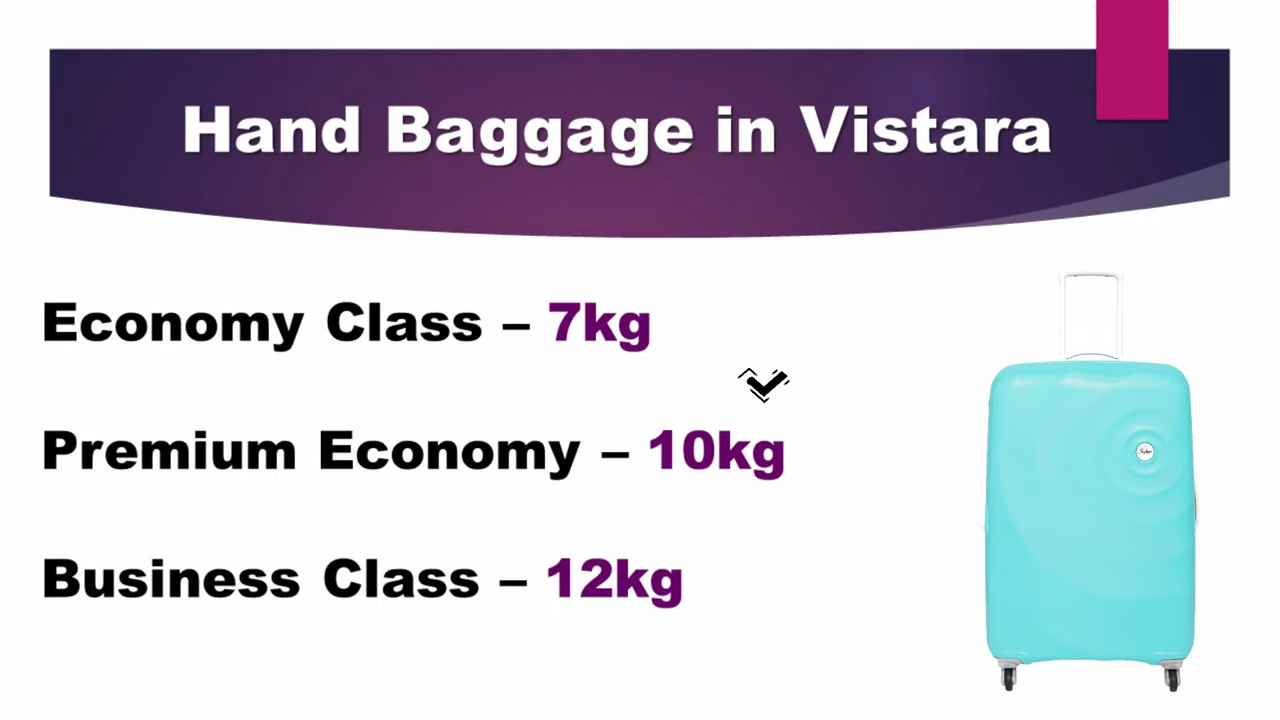 Hand Baggage in Vistara
Economy Class – 7kg
Premium Economy – 10kg
Business Class – 12kg